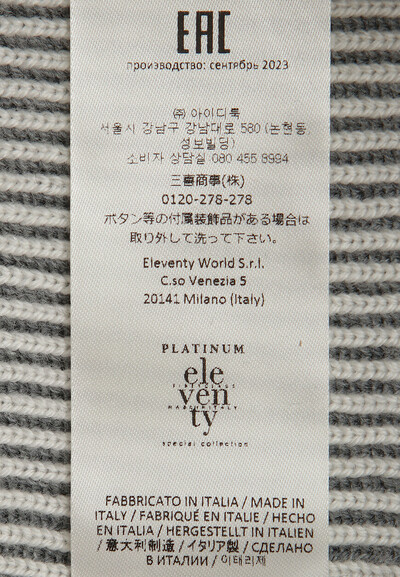 EAC
производство: сентябрь 2023
㈜ 아이디룩
서울시 강남구 강남대로 580 (논현동,
성보빌딩)
소비자 상담실 080 455 8994
三喜商事(株)
0120-278-278
ボタン等の付属装飾品がある場合は
取り外して洗って下さい。
Eleventy World S.r.l.
C.so Venezia 5
20141 Milano (Italy)
PLATINUM
ele
ven
MADE IN ITALY
ty
special collection
FABBRICATO IN ITALIA / MADE IN
ITALY / FABRIQUÉ EN ITALIE / HECHO
EN ITALIA / HERGESTELLT IN ITALIEN
/ 意大利制造 / イタリア製 / СДЕЛАНО
В ИТАЛИИ / 이태리제